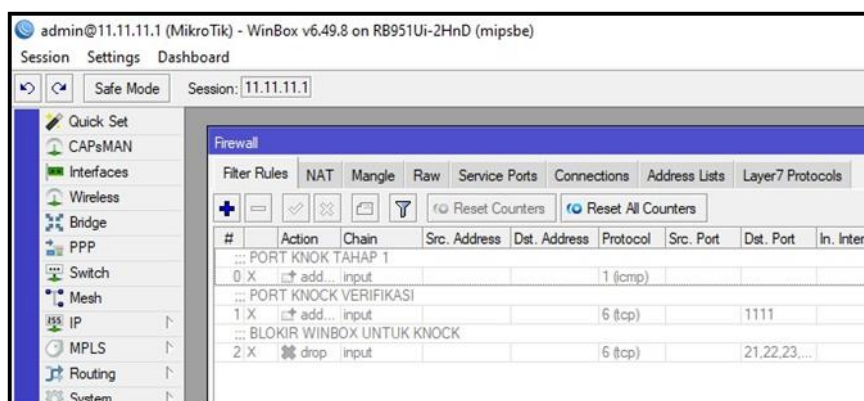 admin@11.11.11.1 (MikroTik) - WinBox v6.49.8 on RB951Ui-2HnD (mipsbe)
Session Settings Dashboard
Safe Mode Session: 11.11.11.1
Quick Set
CAPsMAN
Interfaces
Wireless
Bridge
PPP
Switch
Mesh
IP
MPLS
Routing
System
Firewall
Filter Rules NAT Mangle Raw Service Ports Connections Address Lists Layer7 Protocols
Reset Counters Reset All Counters
# Action Chain Src. Address Dst. Address Protocol Src. Port Dst. Port In. Inter
::: PORT KNOK TAHAP 1
0 X add... input 1 (icmp)
::: PORT KNOCK VERIFIKASI
1 X add... input 6 (tcp) 1111
::: BLOKIR WINBOX UNTUK KNOCK
2 X drop input 6 (tcp) 21,22,23,...